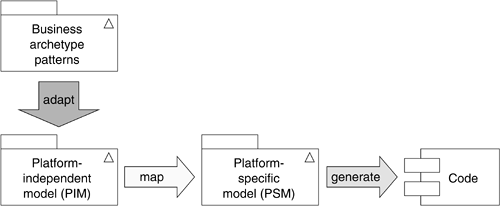 Business
archetype
patterns
adapt
Platform-
independent
model (PIM)
map
Platform-
specific
model (PSM)
generate
Code